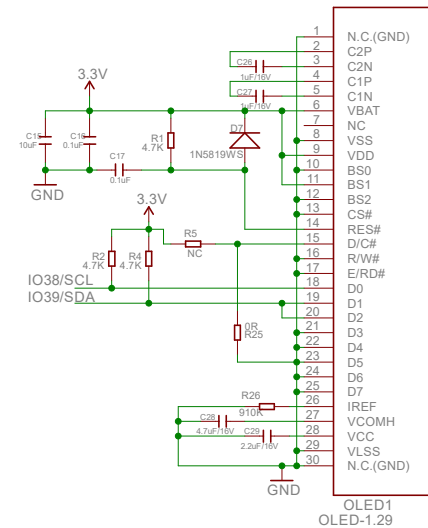 1 N.C.(GND)
2 C2P
C26 3 C2N
1uF/16V 4 C1P
3.3V C27 5 C1N
1uF/16V 6 VBAT
7 NC
C15 C16 R1 D7 8 VSS
10uF 0.1uF 4.7K 9 VDD
1N5819WS
C17 10 BS0
0.1uF 11 BS1
GND 12 BS2
3.3V 13 CS#
14 RES#
R5 15 D/C#
NC 16 R/W#
R2 R4 17 E/RD#
4.7K 4.7K
IO38/SCL 18 D0
IO39/SDA 19 D1
20 D2
0R 21 D3
R25 22 D4
23 D5
24 D6
25 D7
R26 26 IREF
910K
C28 27 VCOMH
4.7uF/16V C29 28 VCC
2.2uF/16V 29 VLSS
30 N.C.(GND)
GND
OLED1
OLED-1.29